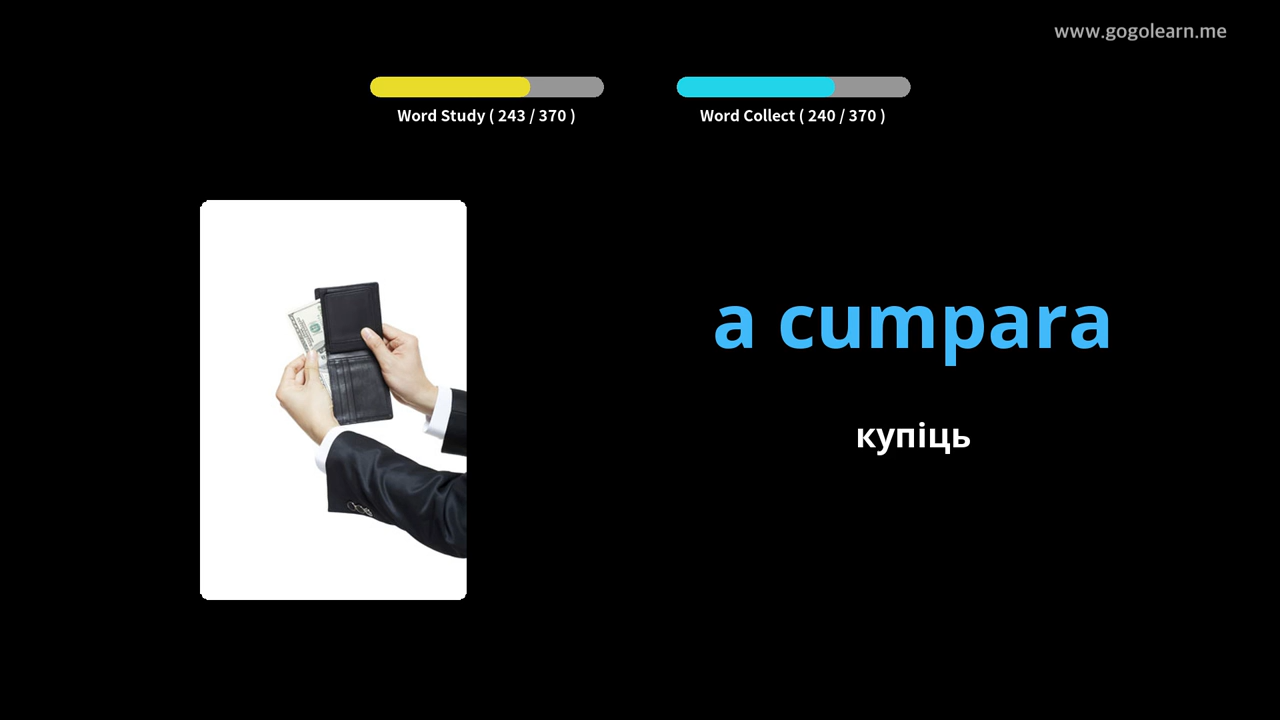 www.gogolearn.me
Word Study ( 243 / 370 )
Word Collect ( 240 / 370 )
a cumpara
купіць